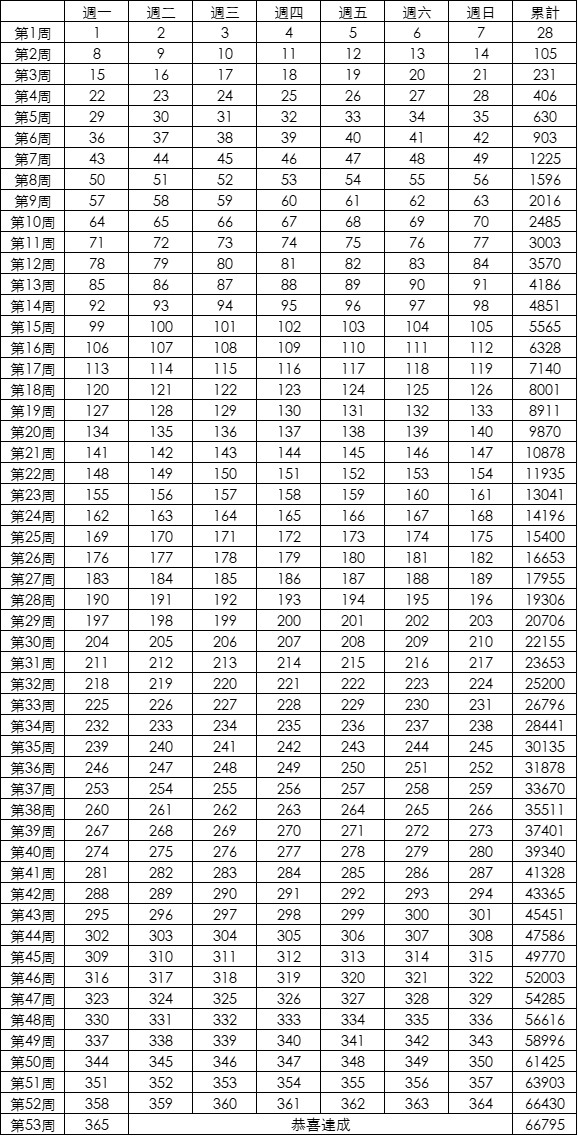 週一 週二 週三 週四 週五 週六 週日 累計
第1周 1 2 3 4 5 6 7 28
第2周 8 9 10 11 12 13 14 105
第3周 15 16 17 18 19 20 21 231
第4周 22 23 24 25 26 27 28 406
第5周 29 30 31 32 33 34 35 630
第6周 36 37 38 39 40 41 42 903
第7周 43 44 45 46 47 48 49 1225
第8周 50 51 52 53 54 55 56 1596
第9周 57 58 59 60 61 62 63 2016
第10周 64 65 66 67 68 69 70 2485
第11周 71 72 73 74 75 76 77 3003
第12周 78 79 80 81 82 83 84 3570
第13周 85 86 87 88 89 90 91 4186
第14周 92 93 94 95 96 97 98 4851
第15周 99 100 101 102 103 104 105 5565
第16周 106 107 108 109 110 111 112 6328
第17周 113 114 115 116 117 118 119 7140
第18周 120 121 122 123 124 125 126 8001
第19周 127 128 129 130 131 132 133 8911
第20周 134 135 136 137 138 139 140 9870
第21周 141 142 143 144 145 146 147 10878
第22周 148 149 150 151 152 153 154 11935
第23周 155 156 157 158 159 160 161 13041
第24周 162 163 164 165 166 167 168 14196
第25周 169 170 171 172 173 174 175 15400
第26周 176 177 178 179 180 181 182 16653
第27周 183 184 185 186 187 188 189 17955
第28周 190 191 192 193 194 195 196 19306
第29周 197 198 199 200 201 202 203 20706
第30周 204 205 206 207 208 209 210 22155
第31周 211 212 213 214 215 216 217 23653
第32周 218 219 220 221 222 223 224 25200
第33周 225 226 227 228 229 230 231 26796
第34周 232 233 234 235 236 237 238 28441
第35周 239 240 241 242 243 244 245 30135
第36周 246 247 248 249 250 251 252 31878
第37周 253 254 255 256 257 258 259 33670
第38周 260 261 262 263 264 265 266 35511
第39周 267 268 269 270 271 272 273 37401
第40周 274 275 276 277 278 279 280 39340
第41周 281 282 283 284 285 286 287 41328
第42周 288 289 290 291 292 293 294 43365
第43周 295 296 297 298 299 300 301 45451
第44周 302 303 304 305 306 307 308 47586
第45周 309 310 311 312 313 314 315 49770
第46周 316 317 318 319 320 321 322 52003
第47周 323 324 325 326 327 328 329 54285
第48周 330 331 332 333 334 335 336 56616
第49周 337 338 339 340 341 342 343 58996
第50周 344 345 346 347 348 349 350 61425
第51周 351 352 353 354 355 356 357 63903
第52周 358 359 360 361 362 363 364 66430
第53周 365 恭喜達成 66795